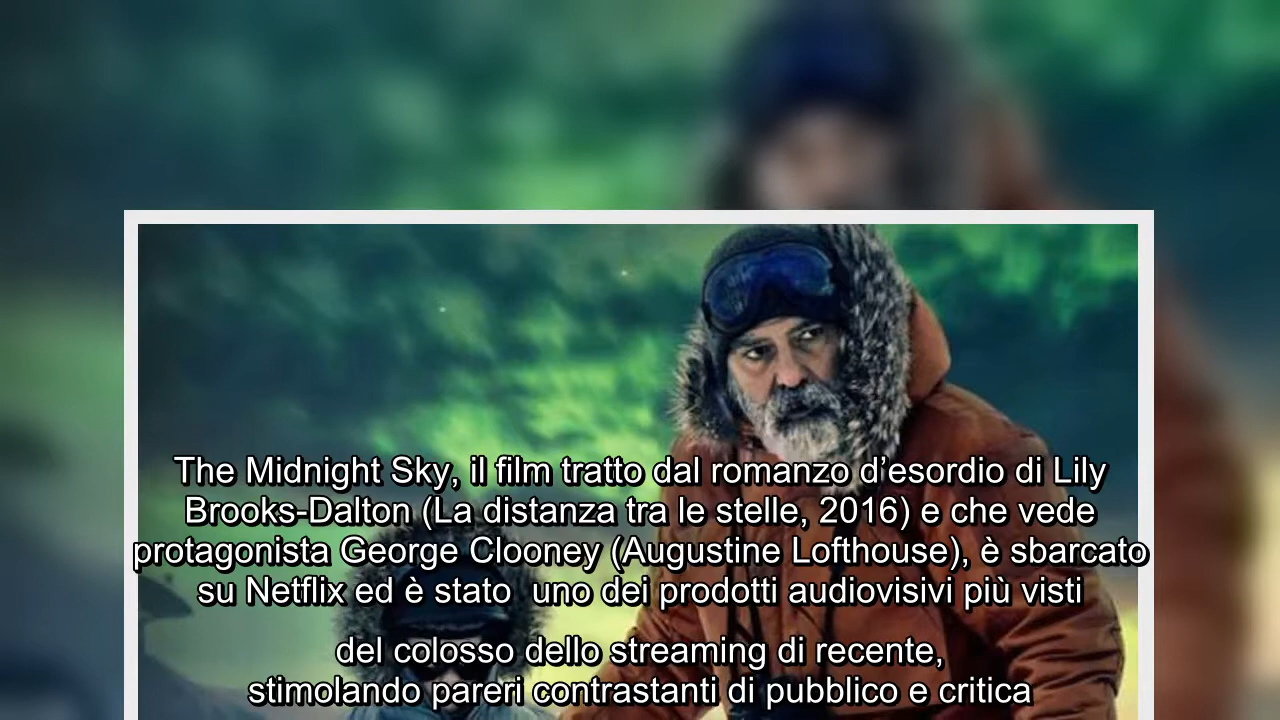 The Midnight Sky, il film tratto dal romanzo d’esordio di Lily
Brooks-Dalton (La distanza tra le stelle, 2016) e che vede
protagonista George Clooney (Augustine Lofthouse), è sbarcato
su Netflix ed è stato  uno dei prodotti audiovisivi più visti
del colosso dello streaming di recente,
stimolando pareri contrastanti di pubblico e critica